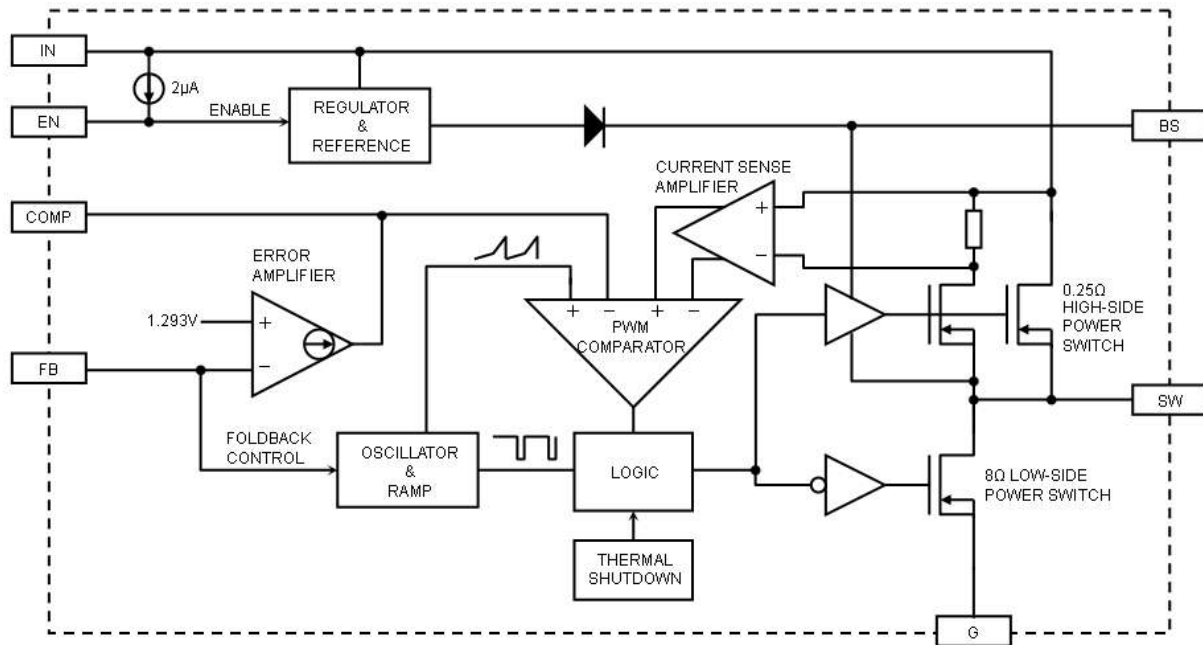 IN
2µA
EN
ENABLE
REGULATOR
&
REFERENCE
BS
CURRENT SENSE
AMPLIFIER
+
−
COMP
ERROR
AMPLIFIER
1.293V
+
−
+ − + −
PWM
COMPARATOR
0.25Ω
HIGH-SIDE
POWER
SWITCH
FB
SW
FOLDBACK
CONTROL
OSCILLATOR
&
RAMP
LOGIC
8Ω LOW-SIDE
POWER SWITCH
THERMAL
SHUTDOWN
G